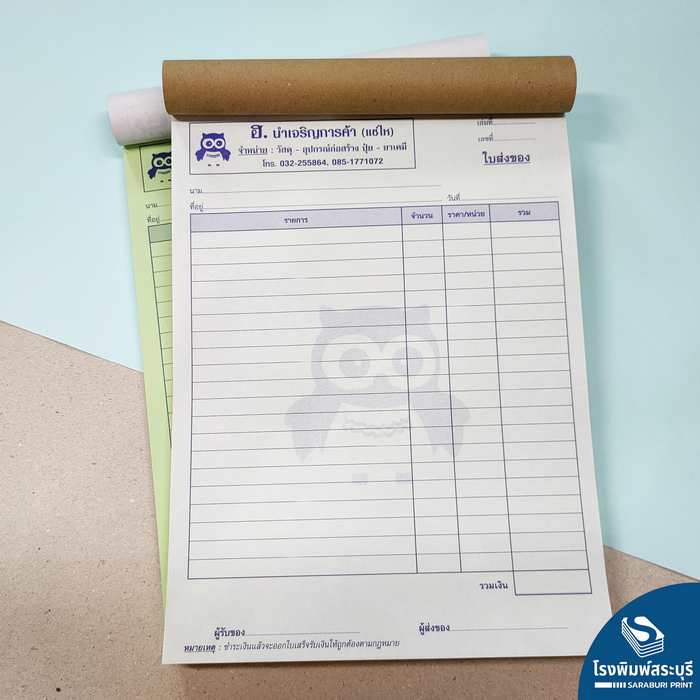 ฮ. นำเจริญการค้า (แซ่ไห)
จำหน่าย : วัสดุ - อุปกรณ์ก่อสร้าง ปุ๋ย - ยาเคมี
โทร. 032-255864, 085-1771072
เล่มที่
เลขที่
ใบส่งของ
นาม
วันที่
ที่อยู่
รายการ จำนวน ราคา/หน่วย รวม
รวมเงิน
ผู้รับของ ผู้ส่งของ
หมายเหตุ : ชำระเงินแล้วจะออกใบเสร็จรับเงินให้ถูกต้องตามกฎหมาย
นาม
ที่อยู่
โรงพิมพ์สระบุรี
SARABURI PRINT